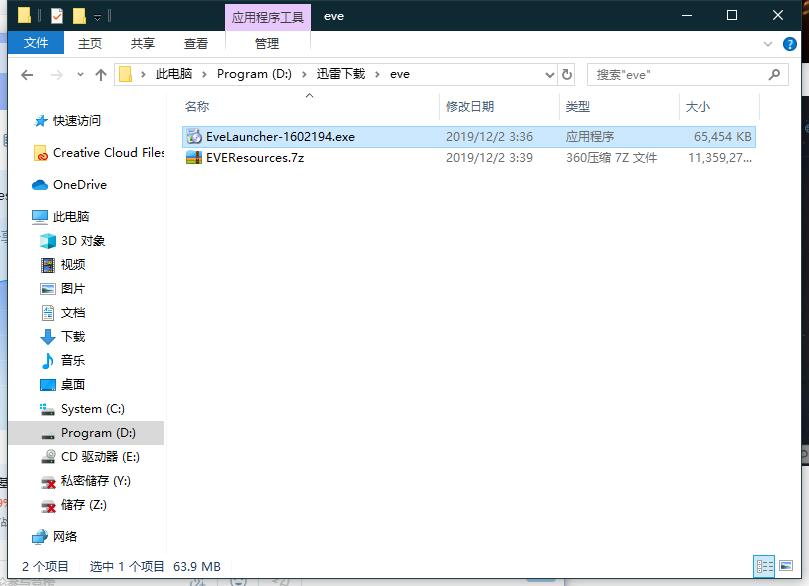 应用程序工具 eve
文件 主页 共享 查看 管理
此电脑 Program (D:) 迅雷下载 eve 搜索"eve"
名称 修改日期 类型 大小
EveLauncher-1602194.exe 2019/12/2 3:36 应用程序 65,454 KB
EVEResources.7z 2019/12/2 3:39 360压缩 7Z 文件 11,359,27...
快速访问
Creative Cloud Files
OneDrive
此电脑
3D 对象
视频
图片
文档
下载
音乐
桌面
System (C:)
Program (D:)
CD 驱动器 (E:)
私密储存 (Y:)
储存 (Z:)
网络
2 个项目 选中 1 个项目 63.9 MB